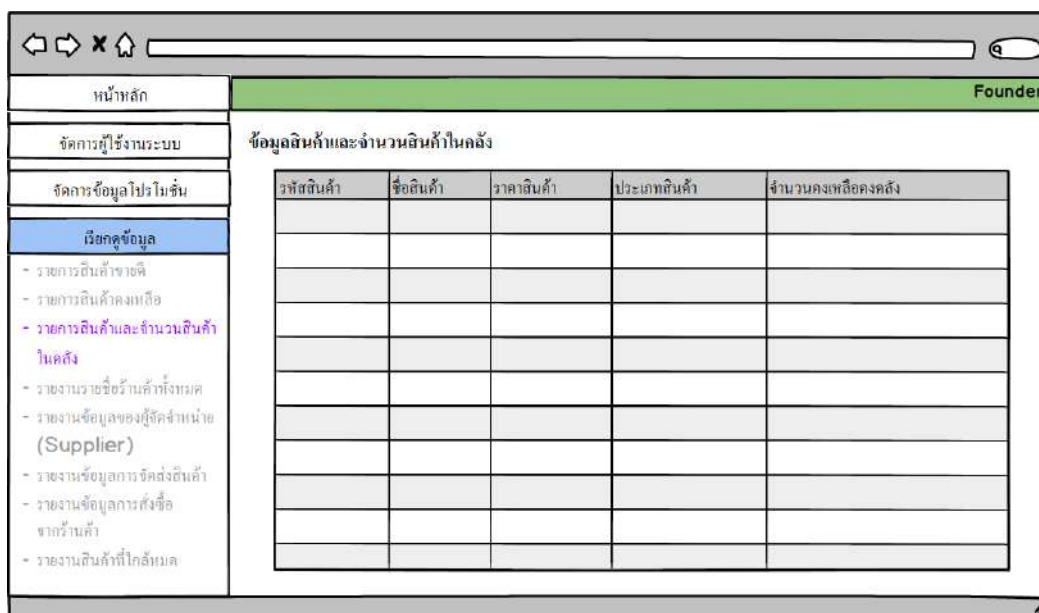 หน้าหลัก
Founder
จัดการผู้ใช้งานระบบ
จัดการข้อมูลโปรโมชั่น
เรียกดูข้อมูล
- รายการสินค้าขายดี
- รายการสินค้าคงเหลือ
- รายการสินค้าและจำนวนสินค้า
ในคลัง
- รายงานรายชื่อร้านค้าทั้งหมด
- รายงานข้อมูลของผู้จัดจำหน่าย
(Supplier)
- รายงานข้อมูลการจัดส่งสินค้า
- รายงานข้อมูลการสั่งซื้อ
จากร้านค้า
- รายงานสินค้าที่ใกล้หมด
ข้อมูลสินค้าและจำนวนสินค้าในคลัง
รหัสสินค้า ชื่อสินค้า ราคาสินค้า ประเภทสินค้า จำนวนคงเหลือคงคลัง